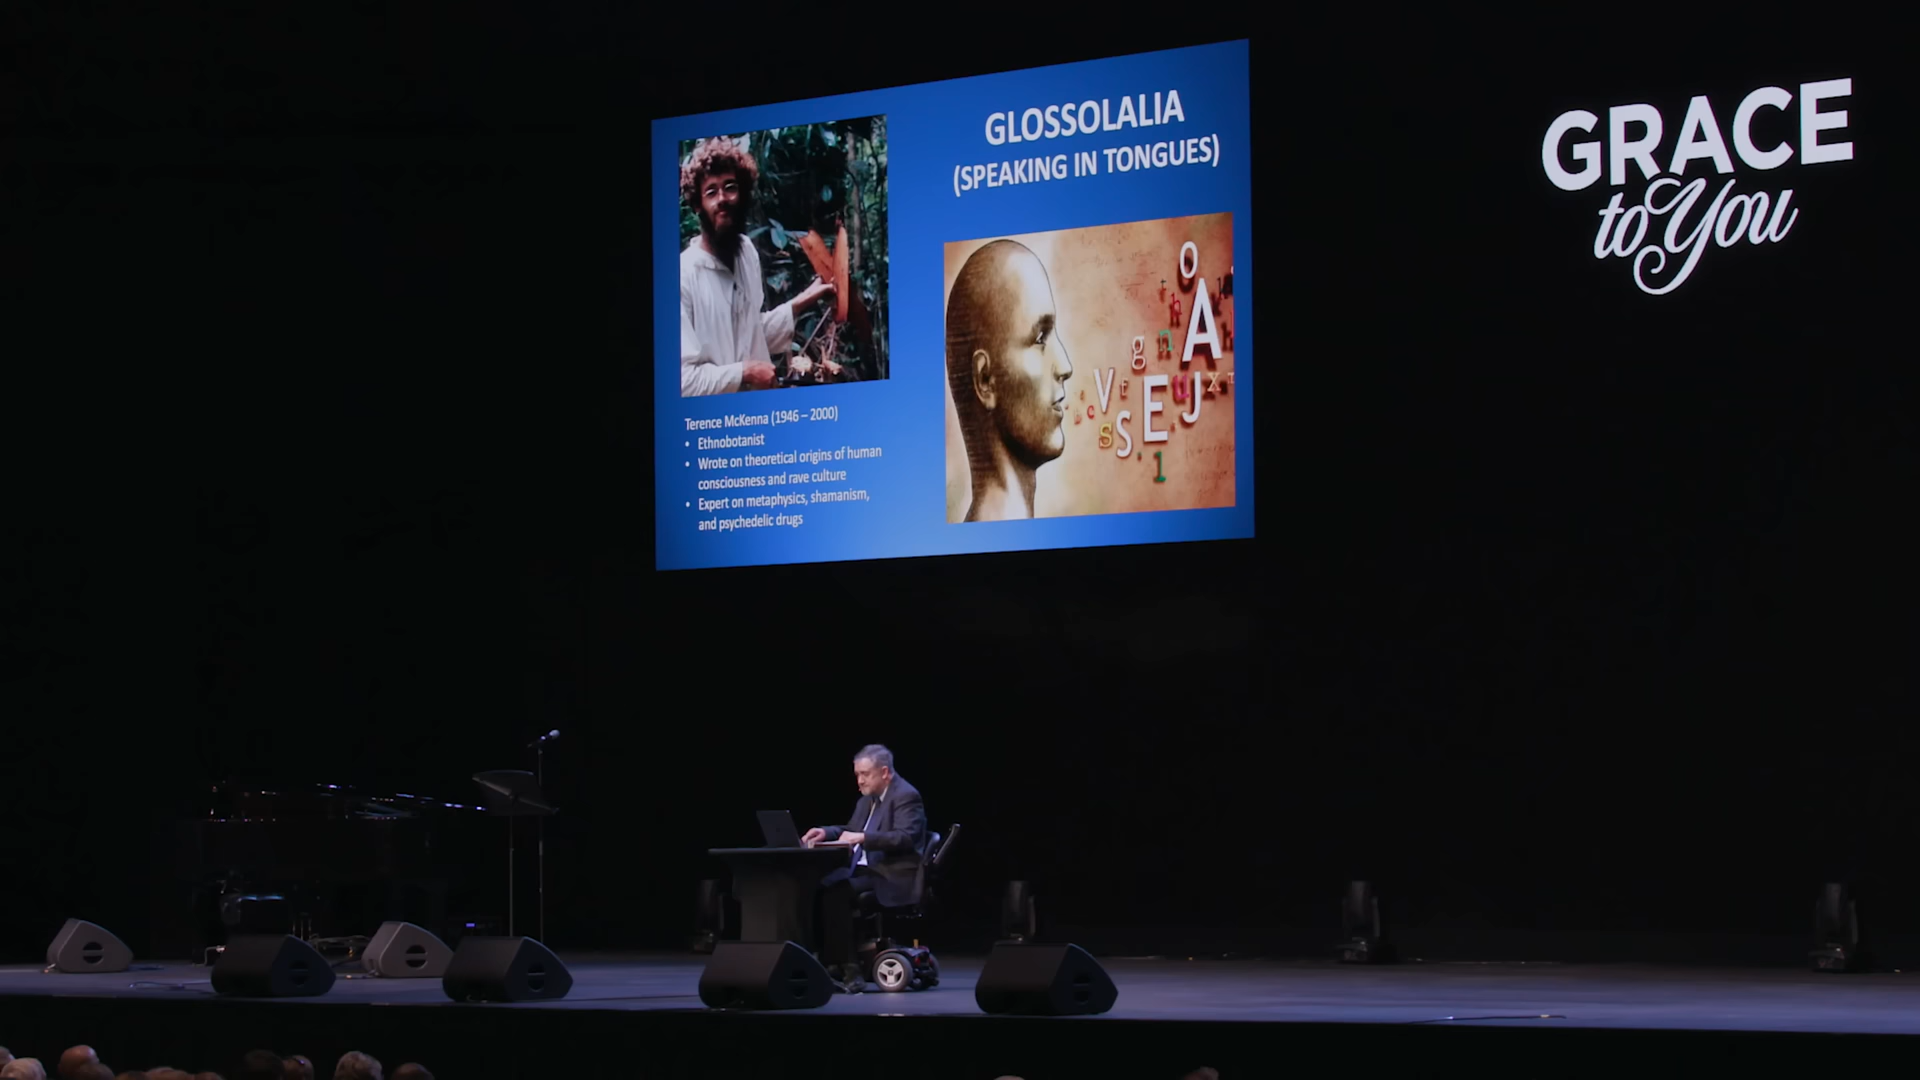 GLOSSOLALIA
(SPEAKING IN TONGUES)
Terence McKenna (1946 – 2000)
• Ethnobotanist
• Wrote on theoretical origins of human
consciousness and rave culture
• Expert on metaphysics, shamanism,
and psychedelic drugs
O
A
g n
V t E U J X T
e s S
1
GRACE
to You